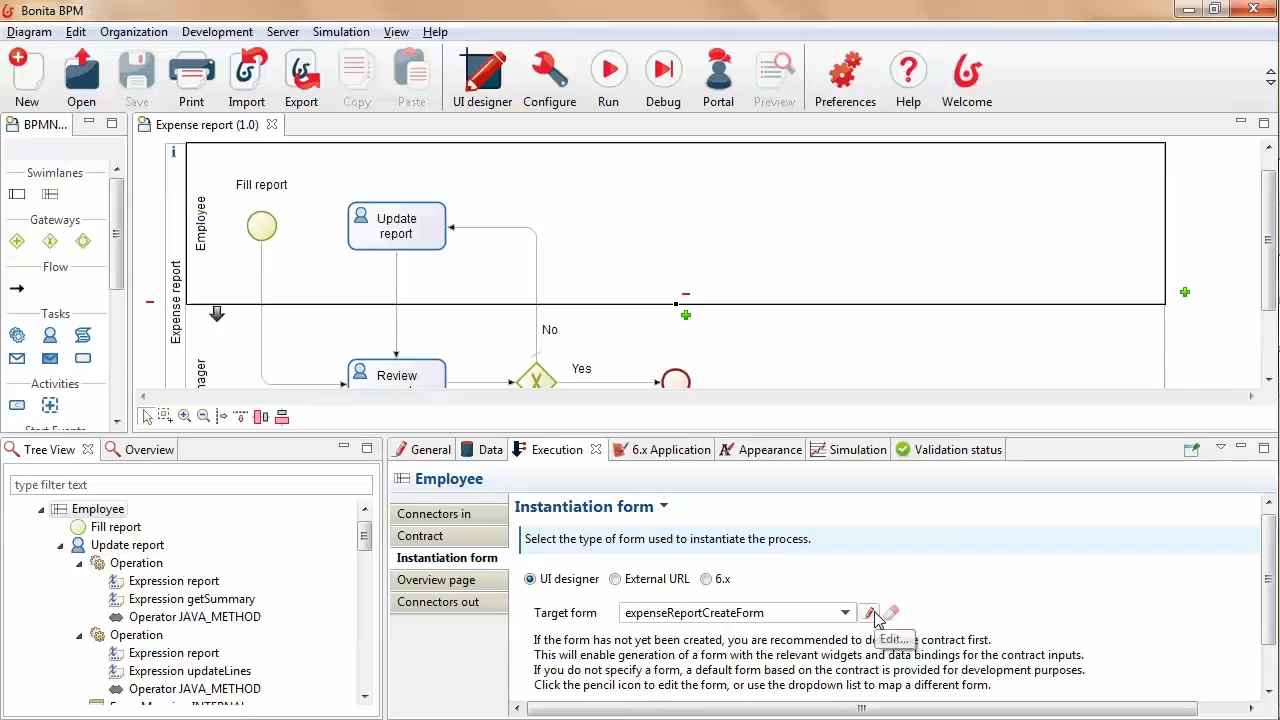 Bonita BPM
Diagram Edit Organization Development Server Simulation View Help
New Open Save Print Import Export Copy Paste UI designer Configure Run Debug Portal Preview Preferences Help Welcome
BPMN...
Expense report (1.0)
Swimlanes
Gateways
Flow
Tasks
Activities
Expense report
Employee
Fill report
Update
report
No
Yes
Review
Tree View
Overview
type filter text
Employee
Fill report
Update report
Operation
Expression report
Expression getSummary
Operator JAVA_METHOD
Operation
Expression report
Expression updateLines
Operator JAVA_METHOD
General Data Execution 6.x Application Appearance Simulation Validation status
Employee
Connectors in
Contract
Instantiation form
Overview page
Connectors out
Instantiation form
Select the type of form used to instantiate the process.
UI designer External URL 6.x
Target form expenseReportCreateForm
Edit...
If the form has not yet been created, you are recommended to contract first.
This will enable generation of a form with the relevant widgets and data bindings for the contract inputs.
If you do not specify a form, a default form based on the contract is provided for development purposes.
Click the pencil icon to edit the form, or use the dropdown list to map a different form.